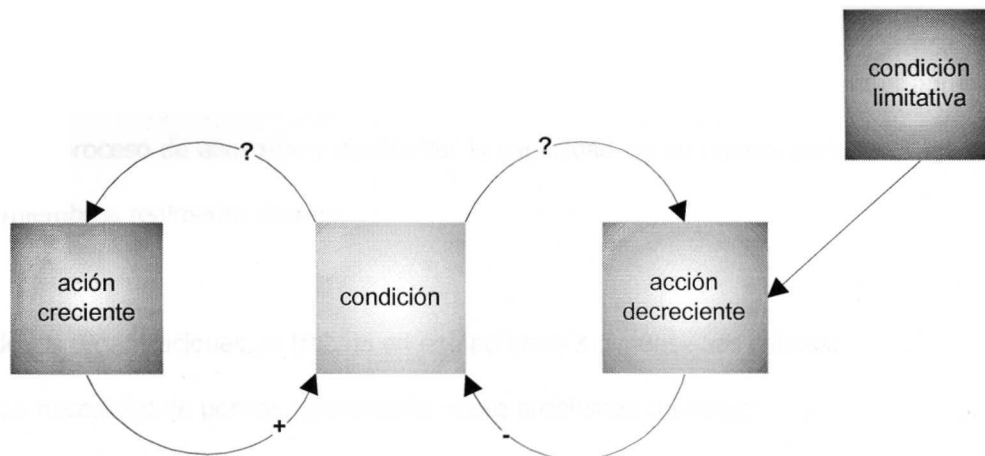 condición
limitativa
?
?
ación
creciente
condición
acción
decreciente
+
-